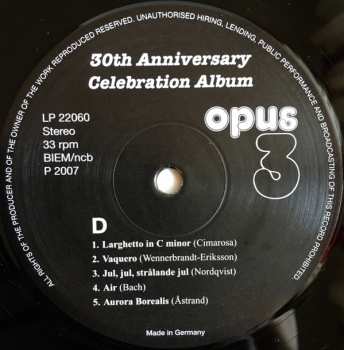 ALL RIGHTS OF THE PRODUCER AND OF THE OWNER OF THE WORK REPRODUCED RESERVED. UNAUTHORISED HIRING, LENDING, PUBLIC PERFORMANCE AND BROADCASTING OF THIS RECORD PROHIBITED.
30th Anniversary
Celebration Album
LP 22060
Stereo
33 rpm
BIEM/ncb
P 2007
opus
3
D
1. Larghetto in C minor (Cimarosa)
2. Vaquero (Wennerbrandt-Eriksson)
3. Jul, jul, strålande jul (Nordqvist)
4. Air (Bach)
5. Aurora Borealis (Åstrand)
Made in Germany